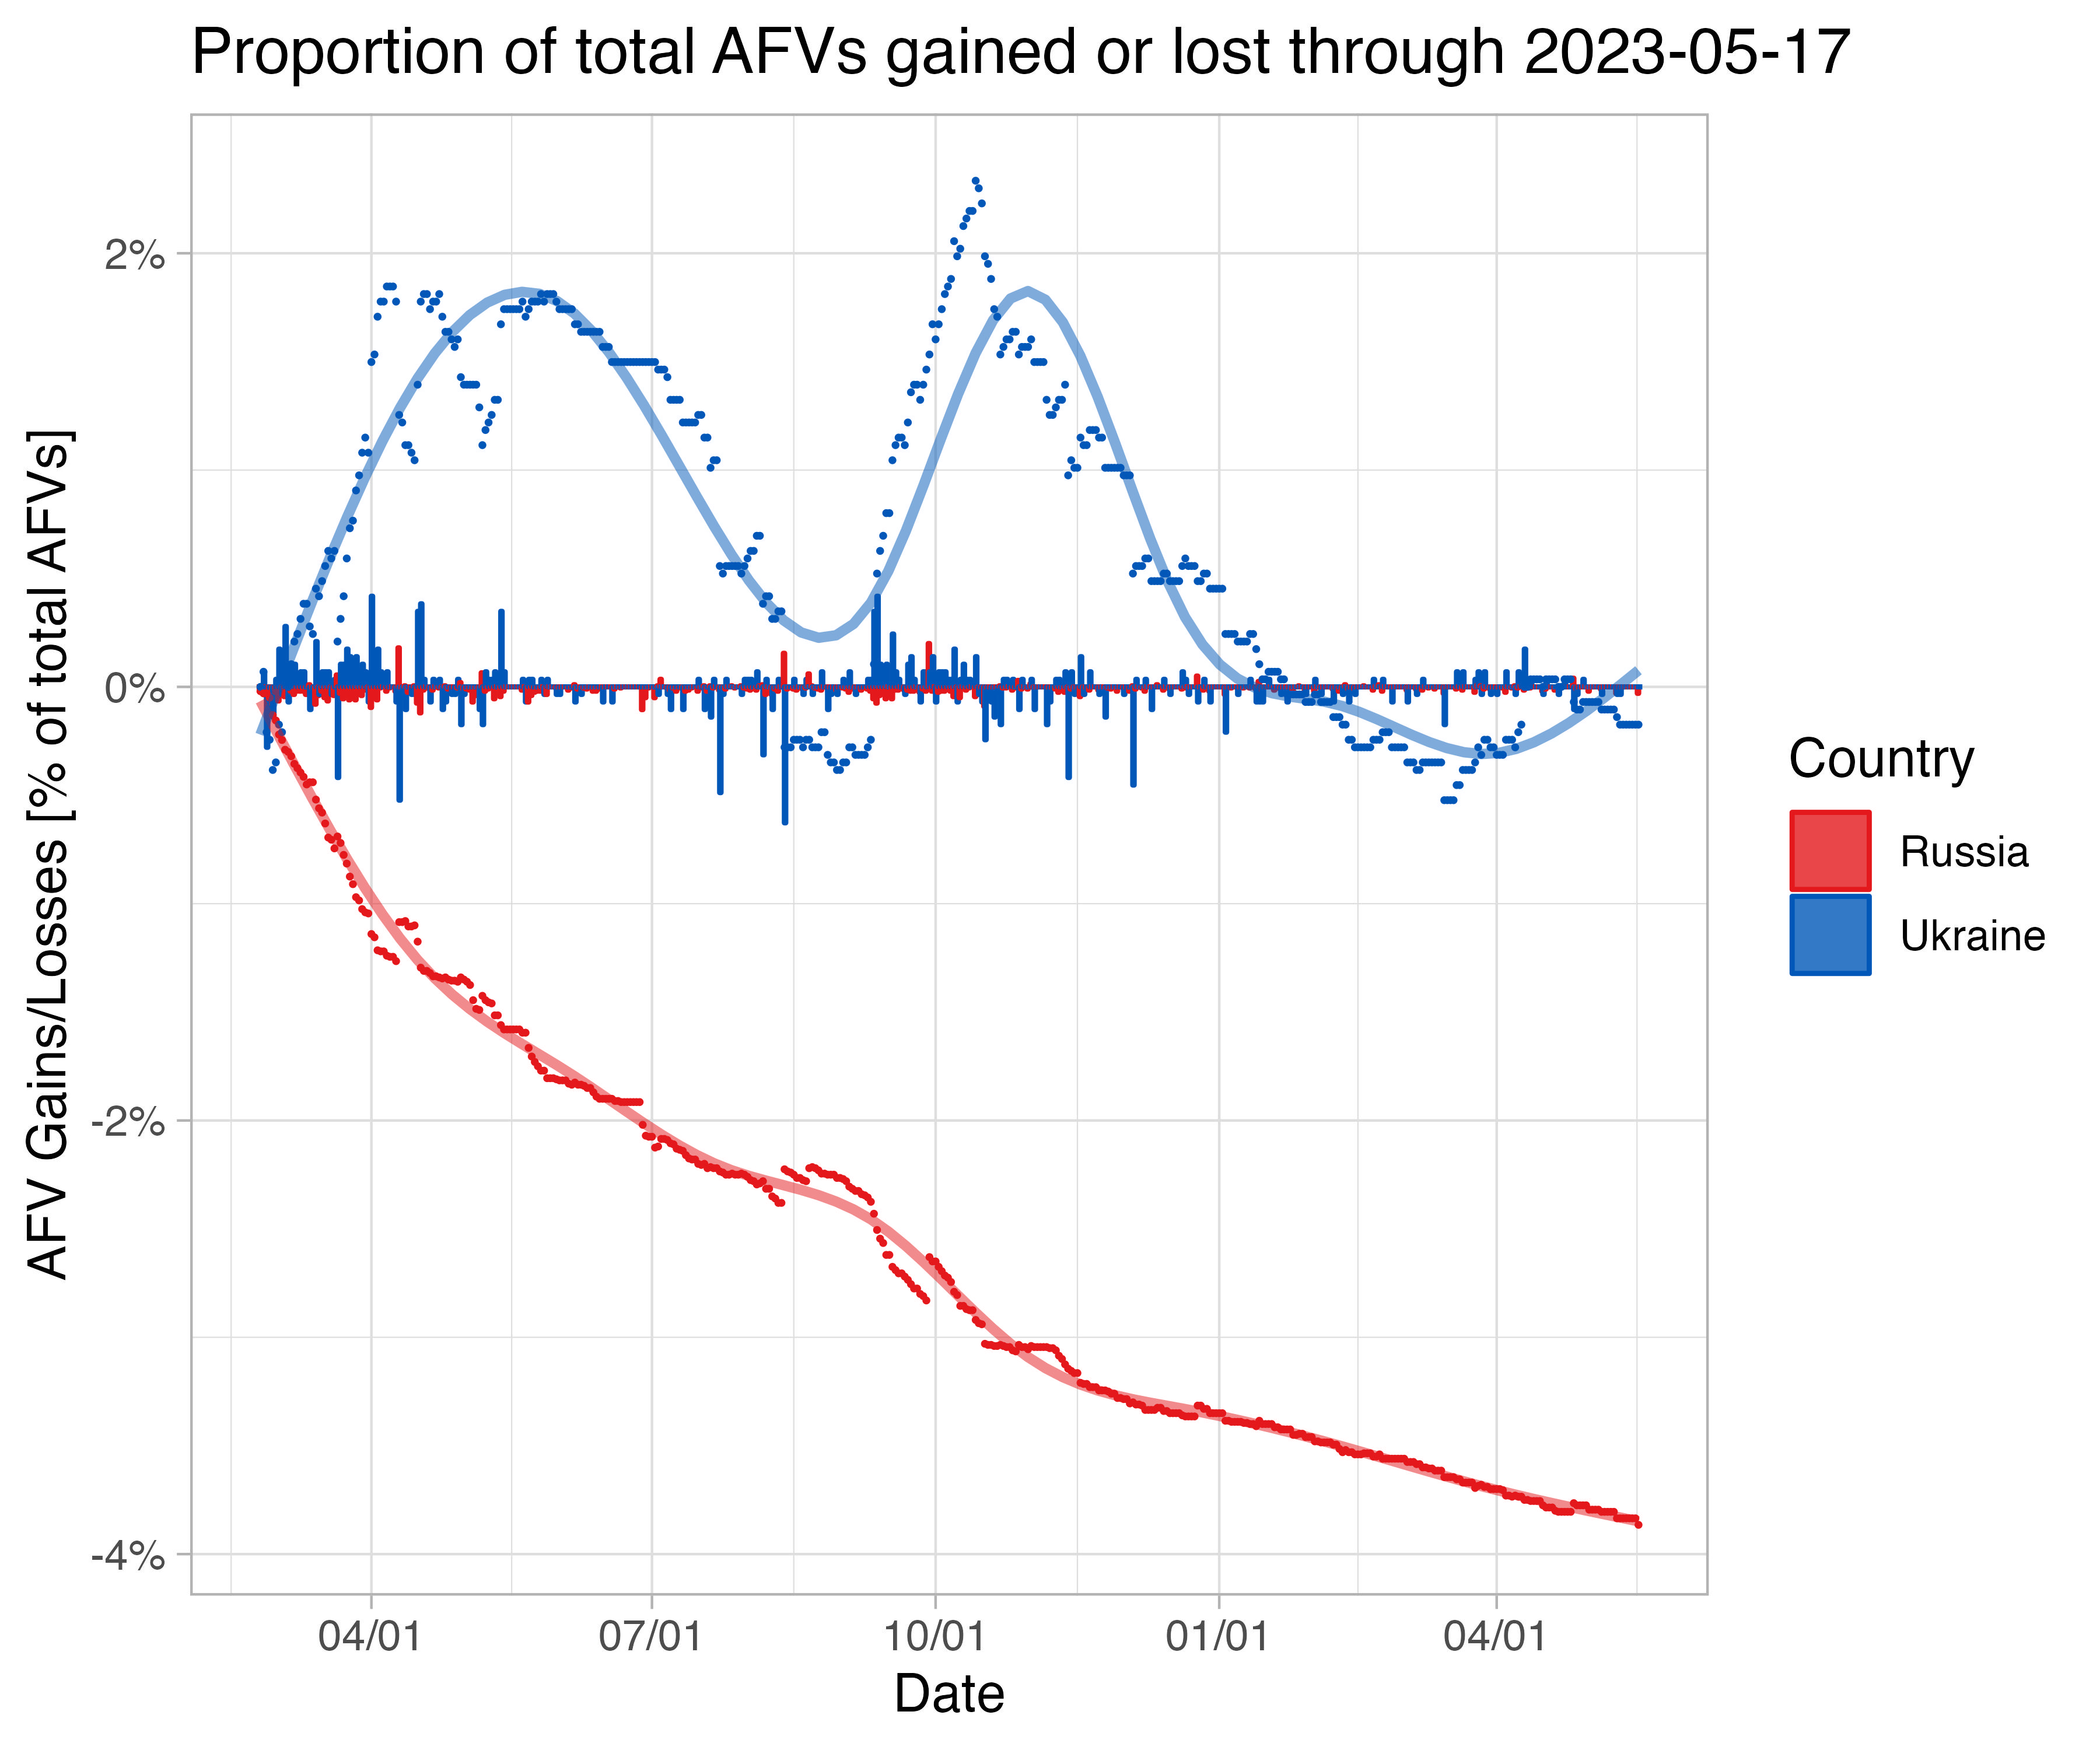 Proportion of total AFVs gained or lost through 2023-05-17
AFV Gains/Losses [% of total AFVs]
2%
0%
-2%
-4%
04/01
07/01
10/01
01/01
04/01
Date
Country
Russia
Ukraine